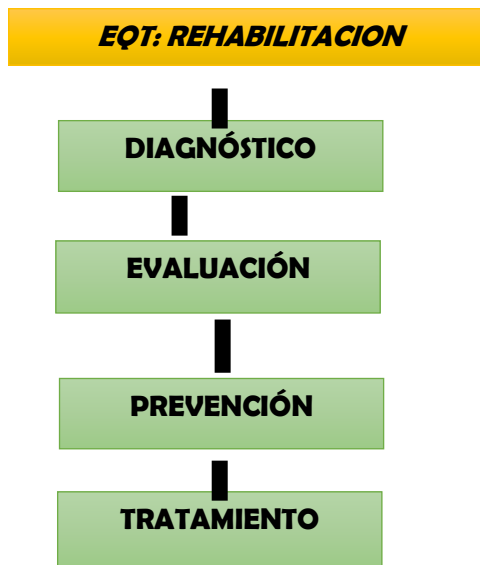 EQT: REHABILITACION
DIAGNÓSTICO
EVALUACIÓN
PREVENCIÓN
TRATAMIENTO